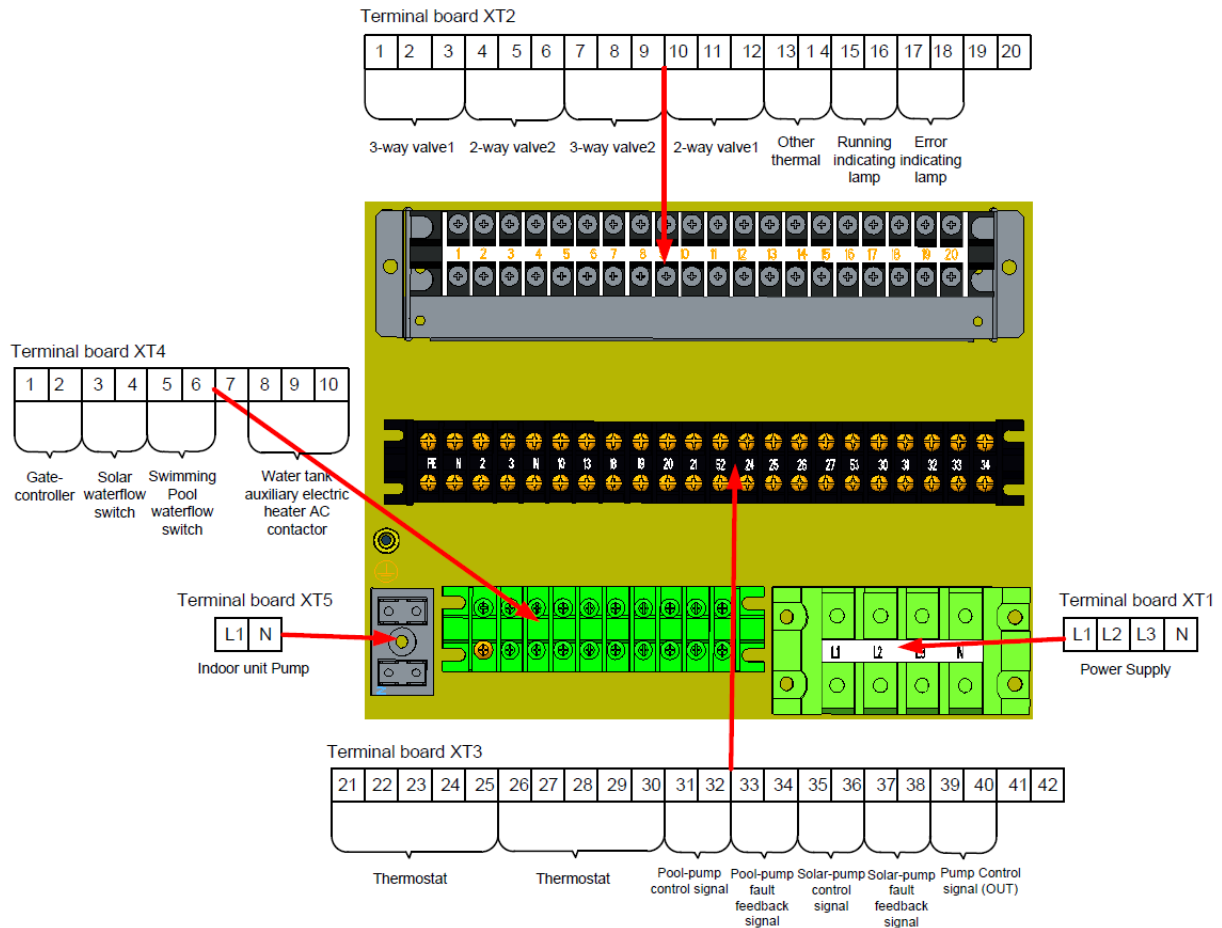 Terminal board XT2
1 2 3 4 5 6 7 8 9 10 11 12 13 1 4 15 16 17 18 19 20
3-way valve1 2-way valve2 3-way valve2 2-way valve1 Other thermal Running indicating lamp Error indicating lamp
1 2 3 4 5 6 7 8 9 10 11 12 13 14 15 16 17 18 19 20
Terminal board XT4
1 2 3 4 5 6 7 8 9 10
Gate-controller Solar waterflow switch Swimming Pool waterflow switch Water tank auxiliary electric heater AC contactor
PE N 2 3 N 10 13 18 19 20 21 52 24 25 26 27 53 30 31 32 33 34
Terminal board XT5
L1 N
Indoor unit Pump
L1 L2 L3 N
Terminal board XT1
L1 L2 L3 N
Power Supply
Terminal board XT3
21 22 23 24 25 26 27 28 29 30 31 32 33 34 35 36 37 38 39 40 41 42
Thermostat Thermostat Pool-pump control signal Pool-pump fault feedback signal Solar-pump control signal Solar-pump fault feedback signal Pump Control signal (OUT)